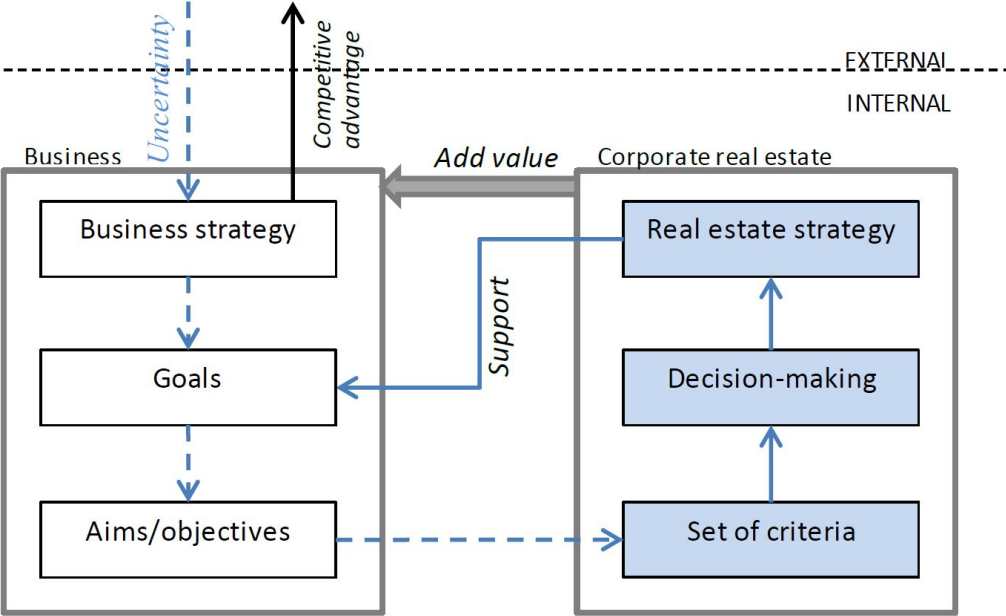 EXTERNAL
INTERNAL
Uncertainty
Competitive
advantage
Business
Add value
Corporate real estate
Business strategy
Real estate strategy
Support
Goals
Decision-making
Aims/objectives
Set of criteria